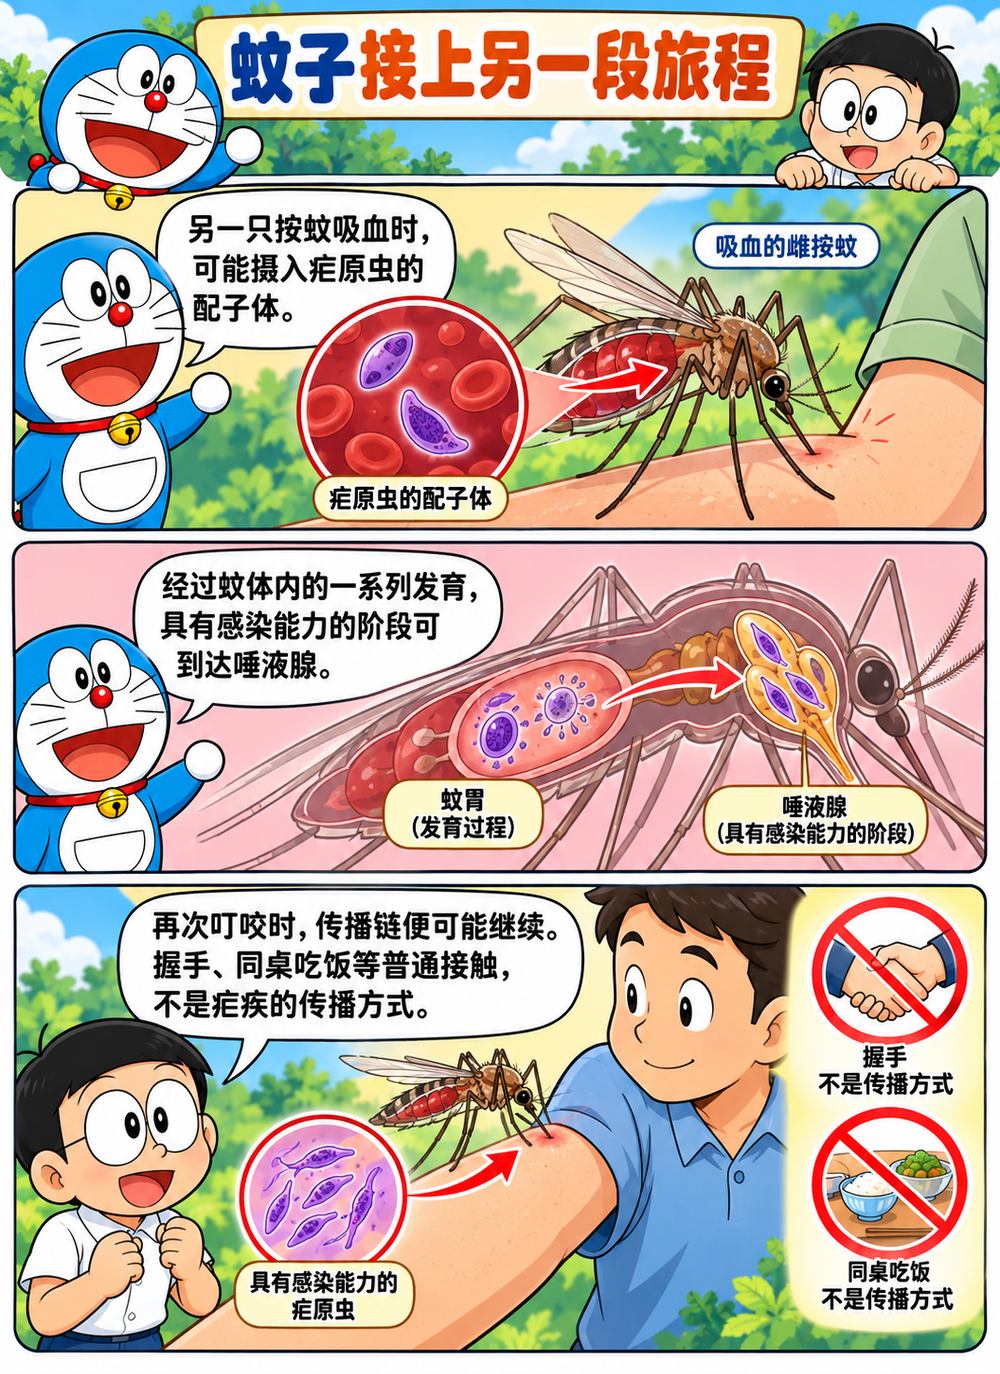 蚊子接上另一段旅程
另一只按蚊吸血时，
可能摄入疟原虫的
配子体。
吸血的雌按蚊
疟原虫的配子体
经过蚊体内的一系列发育，
具有感染能力的阶段可
到达唾液腺。
蚊胃
（发育过程）
唾液腺
（具有感染能力的阶段）
再次叮咬时，传播链便可能继续。
握手、同桌吃饭等普通接触，
不是疟疾的传播方式。
具有感染能力的
疟原虫
握手
不是传播方式
同桌吃饭
不是传播方式